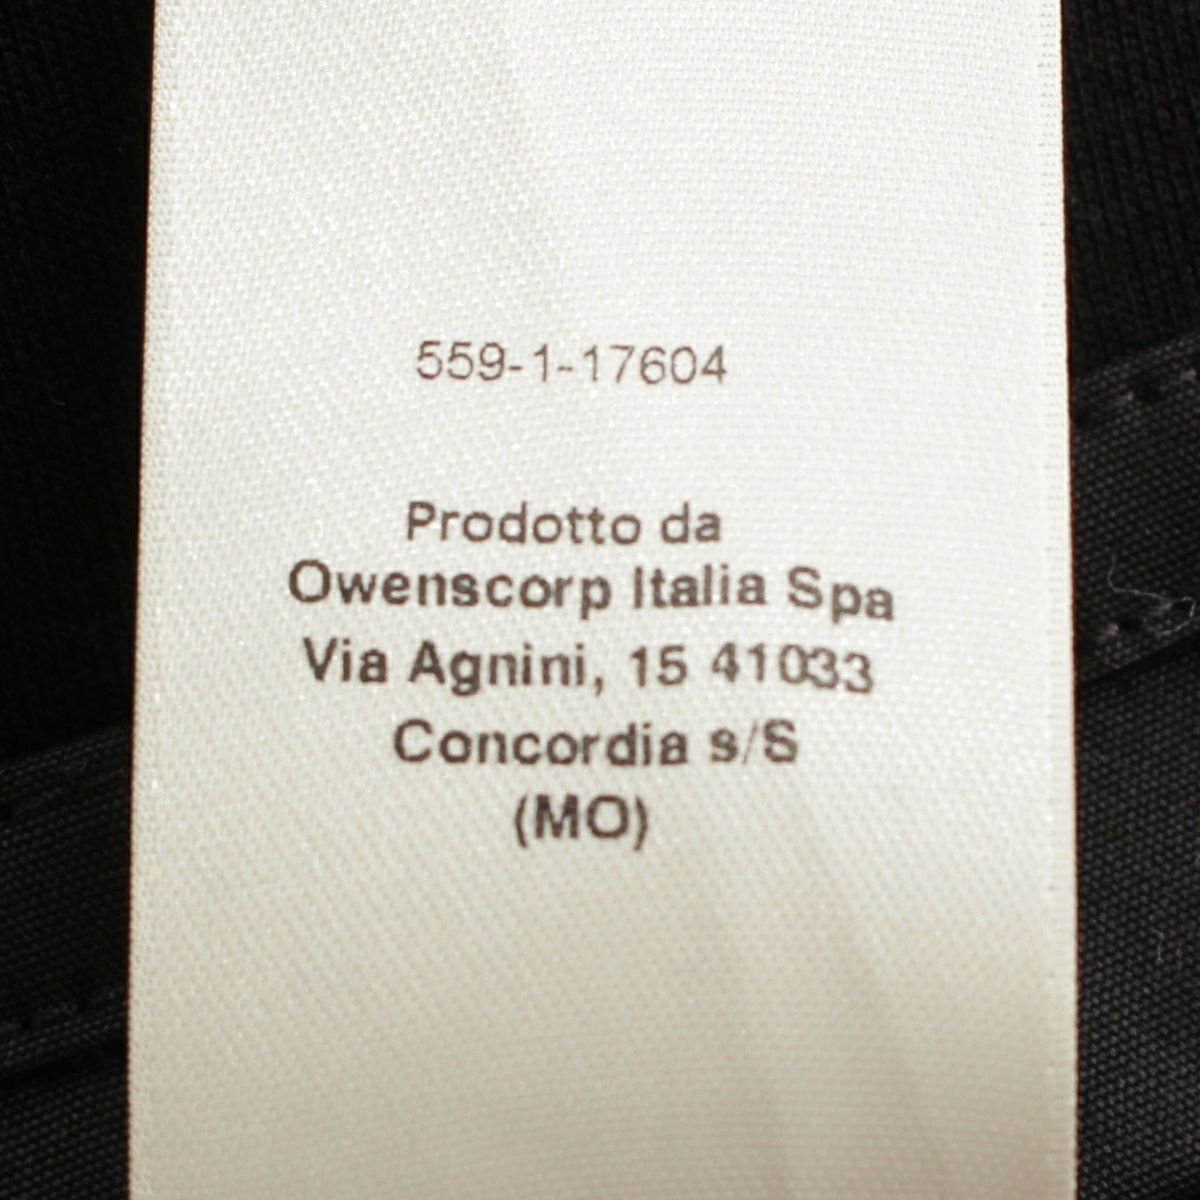 559-1-17604
Prodotto da
Owenscorp Italia Spa
Via Agnini, 15 41033
Concordia s/S
(MO)